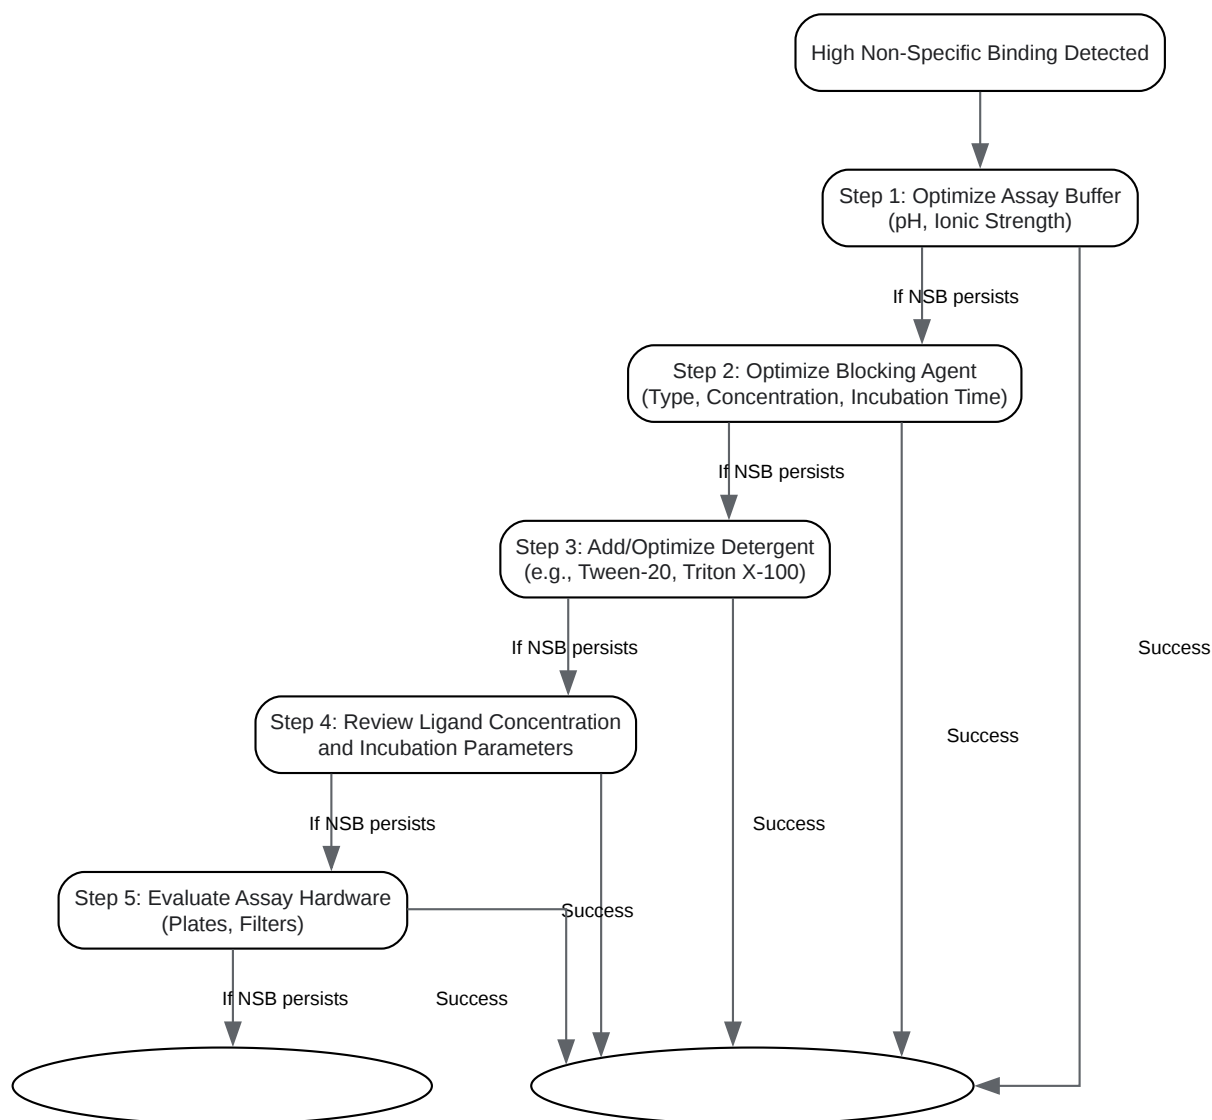 High Non-Specific Binding Detected
Step 1: Optimize Assay Buffer
(pH, Ionic Strength)
If NSB persists
Step 2: Optimize Blocking Agent
(Type, Concentration, Incubation Time)
If NSB persists
Step 3: Add/Optimize Detergent
(e.g., Tween-20, Triton X-100)
If NSB persists
Success
Step 4: Review Ligand Concentration
and Incubation Parameters
Success
If NSB persists
Success
Step 5: Evaluate Assay Hardware
(Plates, Filters)
Success
If NSB persists
Success